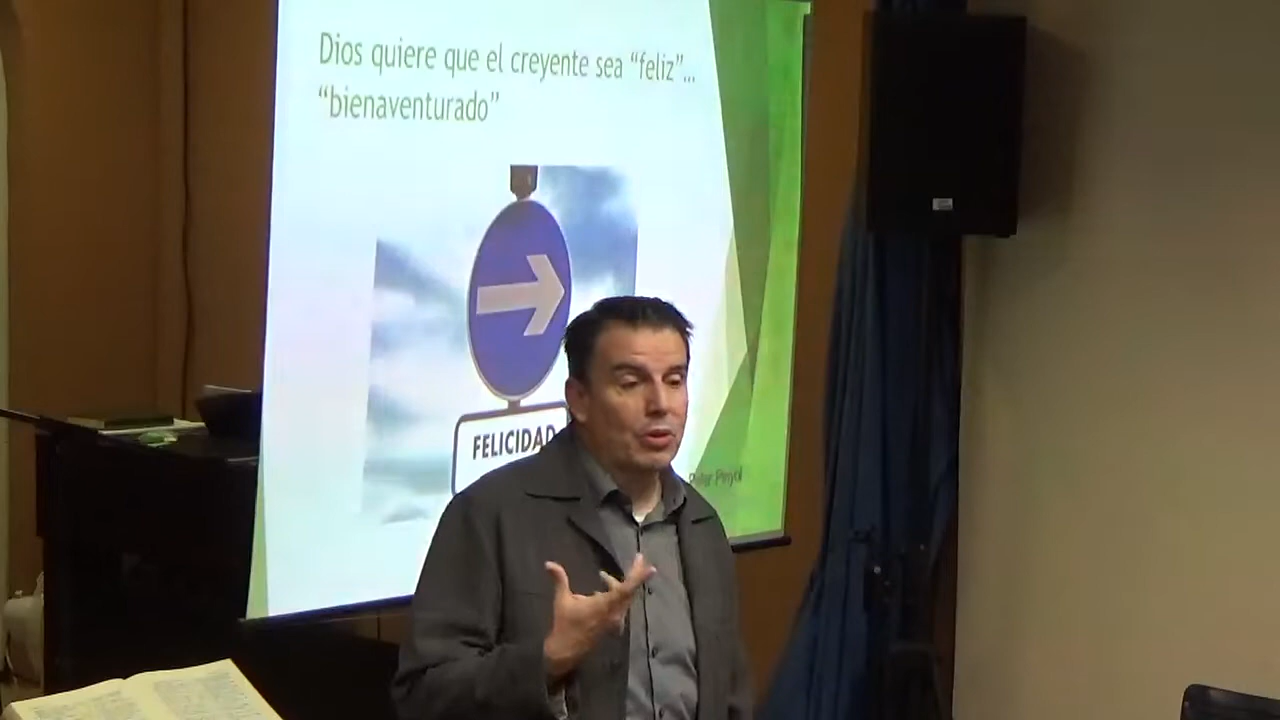 Dios quiere que el creyente sea “feliz”...
“bienaventurado”
FELICIDAD